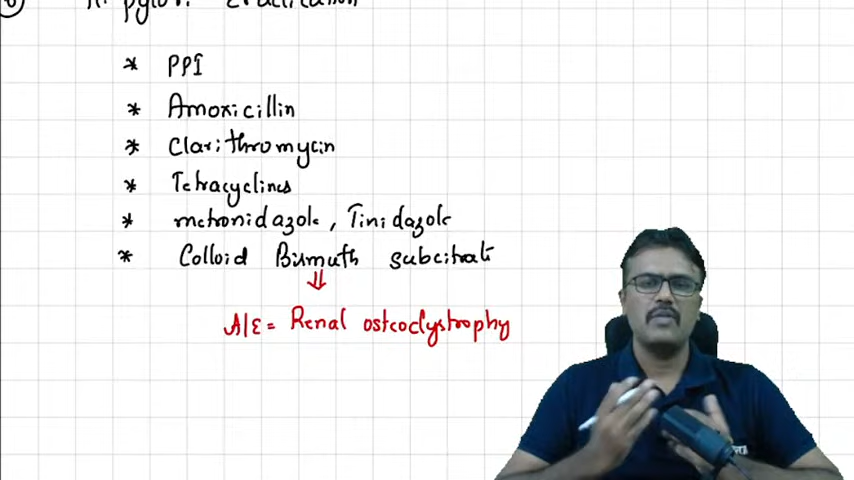 H. pylori Eradication
* PPI
* Amoxicillin
* Clarithromycin
* Tetracyclines
* metronidazole, Tinidazole
* Colloid Bismuth subcitrate
A/E = Renal osteodystrophy